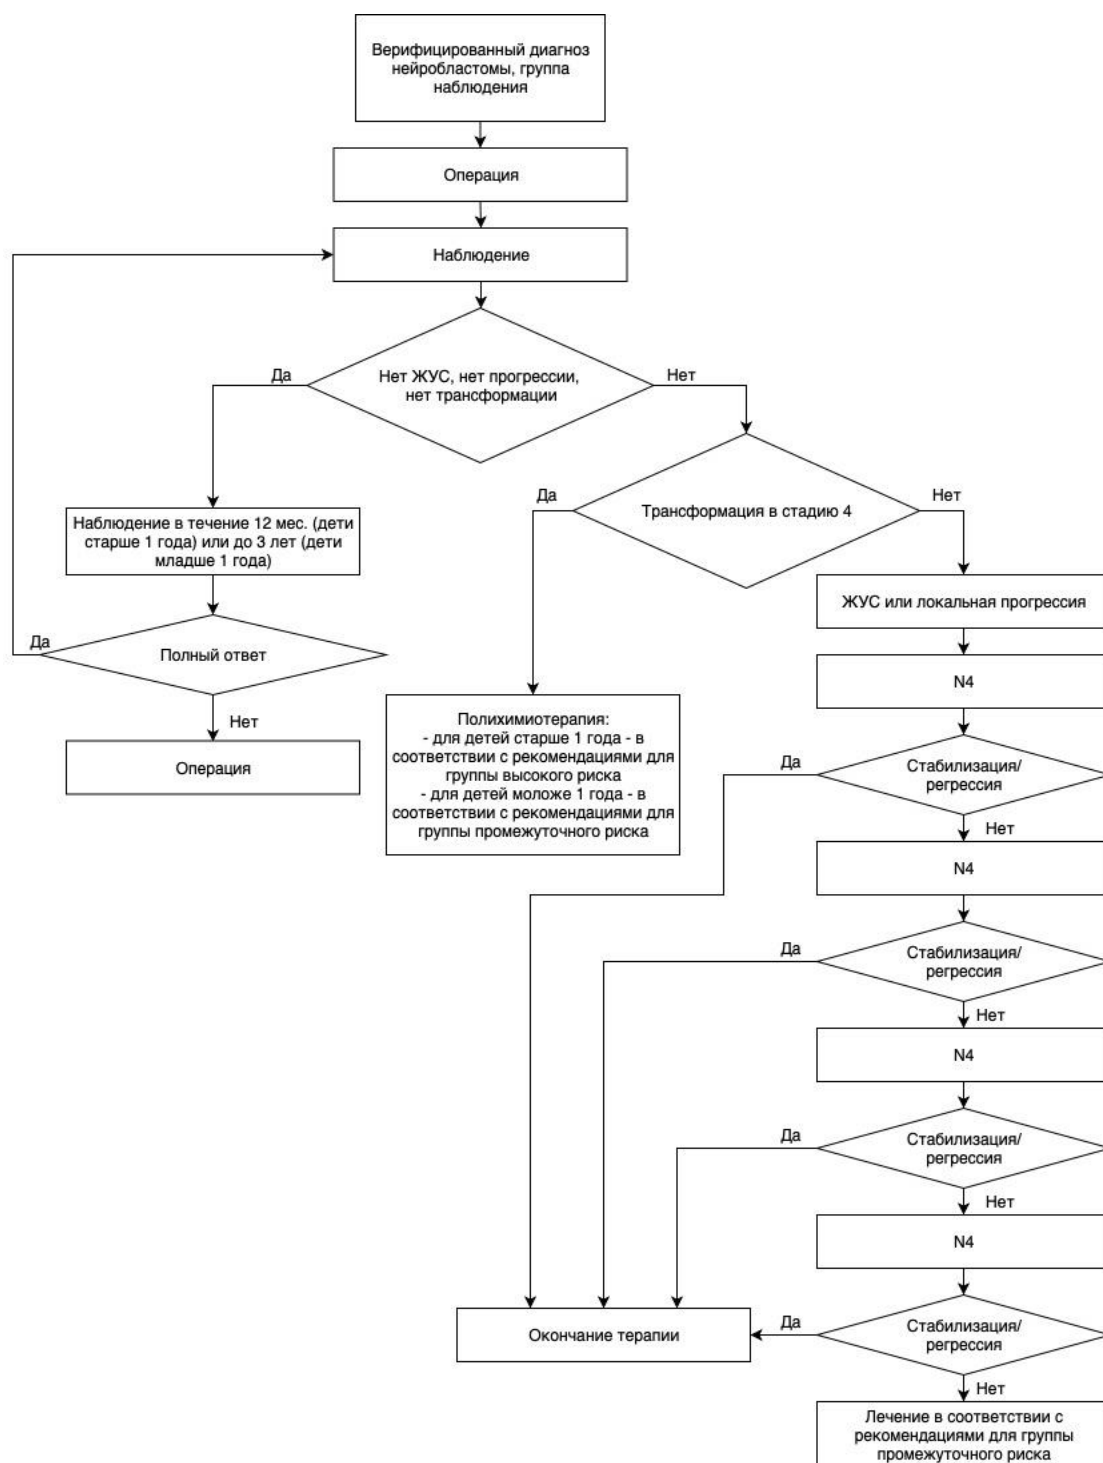 Верифицированный диагноз
нейробластомы, группа
наблюдения
Операция
Наблюдение
Нет ЖУС, нет прогрессии,
нет трансформации
Да
Нет
Трансформация в стадию 4
Да
Нет
Наблюдение в течение 12 мес. (дети
старше 1 года) или до 3 лет (дети
младше 1 года)
Полный ответ
Да
Нет
Операция
Полихимиотерапия:
- для детей старше 1 года - в
соответствии с рекомендациями для
группы высокого риска
- для детей моложе 1 года - в
соответствии с рекомендациями для
группы промежуточного риска
ЖУС или локальная прогрессия
N4
Да
Стабилизация/
регрессия
Нет
N4
Да
Стабилизация/
регрессия
Нет
N4
Да
Стабилизация/
регрессия
Нет
N4
Окончание терапии
Да
Стабилизация/
регрессия
Нет
Лечение в соответствии с
рекомендациями для группы
промежуточного риска